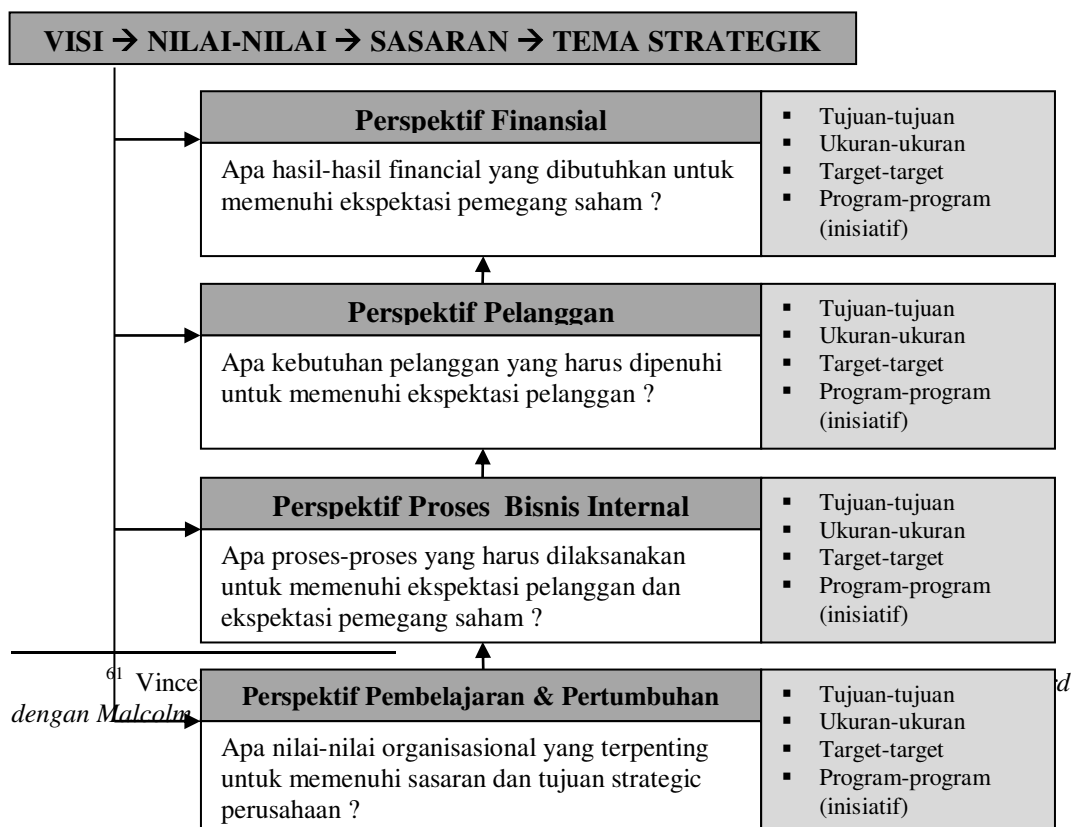 VISI → NILAI-NILAI → SASARAN → TEMA STRATEGIK
Perspektif Finansial
Apa hasil-hasil financial yang dibutuhkan untuk
memenuhi ekspektasi pemegang saham ?
▪ Tujuan-tujuan
▪ Ukuran-ukuran
▪ Target-target
▪ Program-program
(inisiatif)
Perspektif Pelanggan
Apa kebutuhan pelanggan yang harus dipenuhi
untuk memenuhi ekspektasi pelanggan ?
▪ Tujuan-tujuan
▪ Ukuran-ukuran
▪ Target-target
▪ Program-program
(inisiatif)
Perspektif Proses Bisnis Internal
Apa proses-proses yang harus dilaksanakan
untuk memenuhi ekspektasi pelanggan dan
ekspektasi pemegang saham ?
▪ Tujuan-tujuan
▪ Ukuran-ukuran
▪ Target-target
▪ Program-program
(inisiatif)
61
dengan Malcolm
Perspektif Pembelajaran & Pertumbuhan
Apa nilai-nilai organisasional yang terpenting
untuk memenuhi sasaran dan tujuan strategic
perusahaan ?
▪ Tujuan-tujuan
▪ Ukuran-ukuran
▪ Target-target
▪ Program-program
(inisiatif)